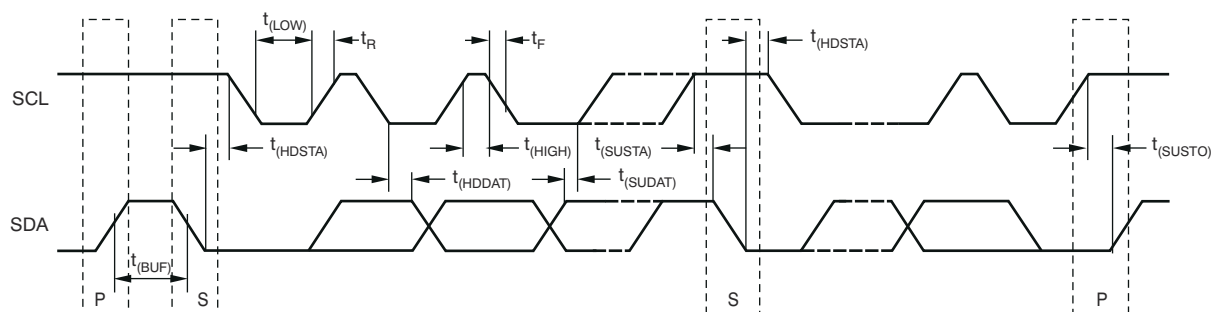 t(LOW)
tR
tF
t(HDSTA)
SCL
t(HDSTA)
t(HIGH)
t(SUSTA)
t(SUSTO)
t(HDDAT)
t(SUDAT)
SDA
t(BUF)
P
S
S
P